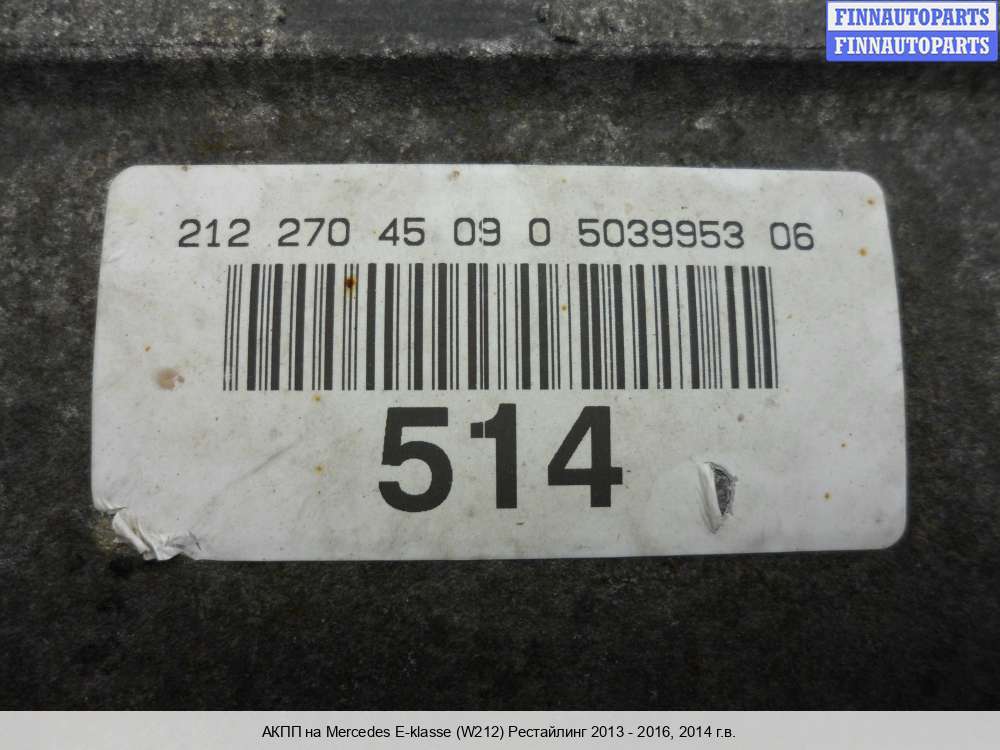 FINNAUTOPARTS
FINNAUTOPARTS
212 270 45 09 0 5039953 06
514
АКПП на Mercedes E-klasse (W212) Рестайлинг 2013 - 2016, 2014 г.в.